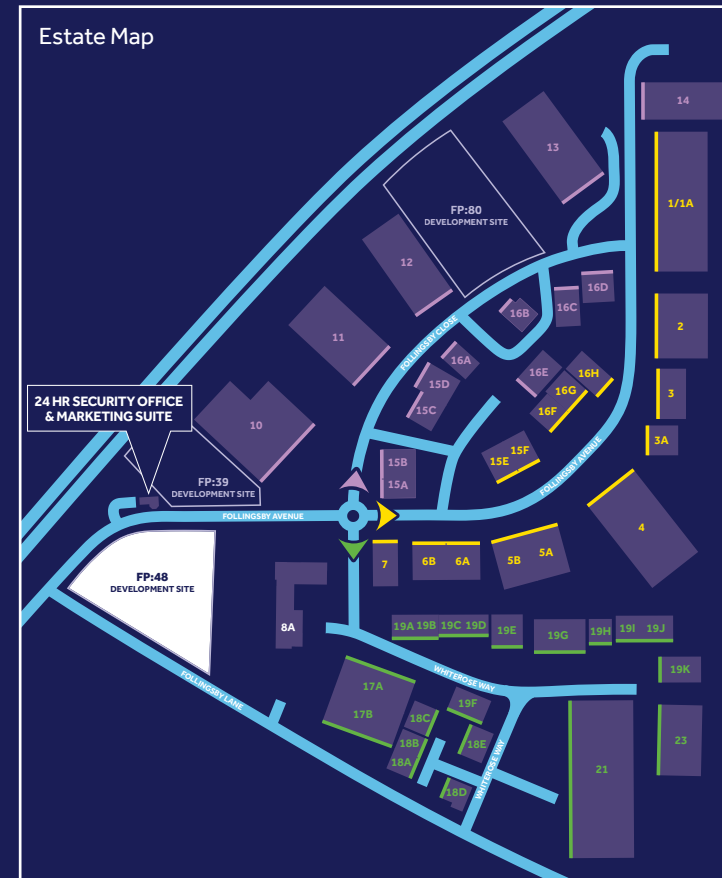 Estate Map
14
13
1/1A
FP:80
DEVELOPMENT SITE
12
16D
16C
16B
2
11
FOLLINGSBY CLOSE
16A
16E
16H
16G
16F
15D
15C
3
3A
24 HR SECURITY OFFICE
& MARKETING SUITE
10
15F
15E
FOLLINGSBY AVENUE
15B
15A
FP:39
DEVELOPMENT SITE
FOLLINGSBY AVENUE
4
7
6B
6A
5B
5A
FP:48
DEVELOPMENT SITE
8A
19A
19B
19C
19D
19E
19G
19H
19I
19J
19K
WHITEROSE WAY
17A
17B
FOLLINGSBY LANE
19F
18C
18B
18A
18E
18D
WHITEROSE WAY
21
23